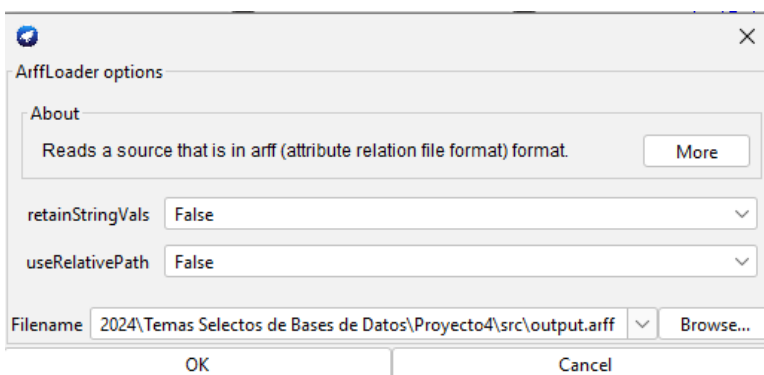 ArffLoader options
About
Reads a source that is in arff (attribute relation file format) format.
More
retainStringVals False
useRelativePath False
Filename 2024\Temas Selectos de Bases de Datos\Proyecto4\src\output.arff Browse...
OK Cancel